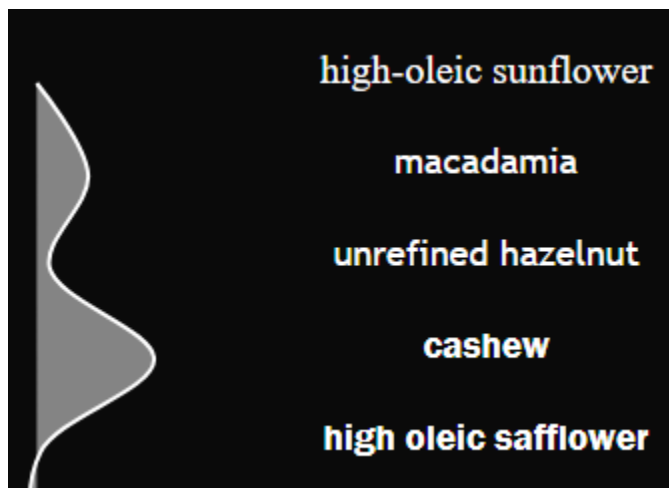 high-oleic sunflower
macadamia
unrefined hazelnut
cashew
high oleic safflower